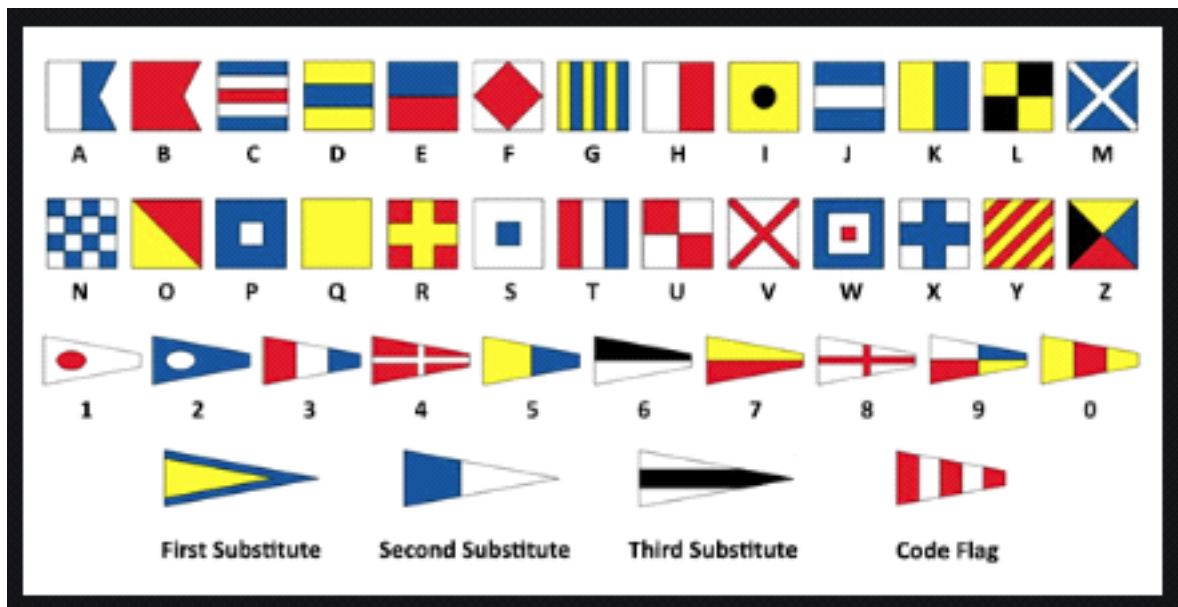 A B C D E F G H I J K L M
N O P Q R S T U V W X Y Z
1 2 3 4 5 6 7 8 9 0
First Substitute Second Substitute Third Substitute Code Flag